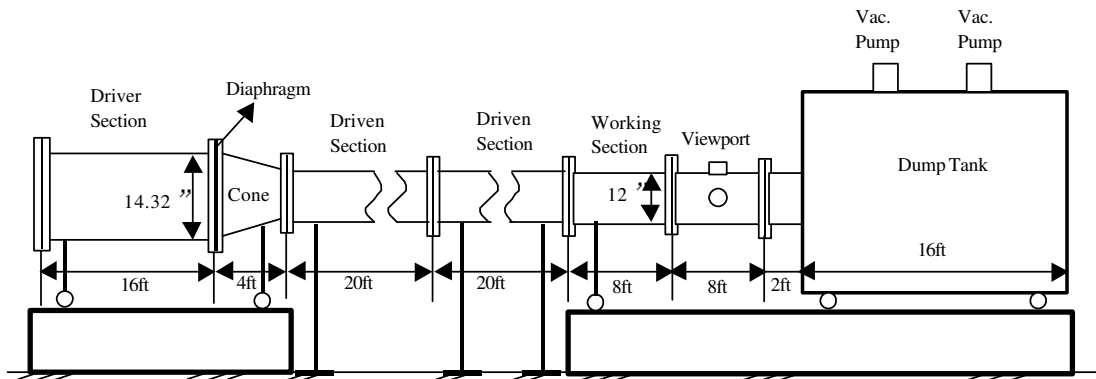 Vac.
Pump
Vac.
Pump
Diaphragm
Driver
Section
Driven
Section
Driven
Section
Working
Section
Viewport
Dump Tank
14.32 ”
Cone
12 ”
16ft
4ft
20ft
20ft
8ft
8ft
2ft
16ft